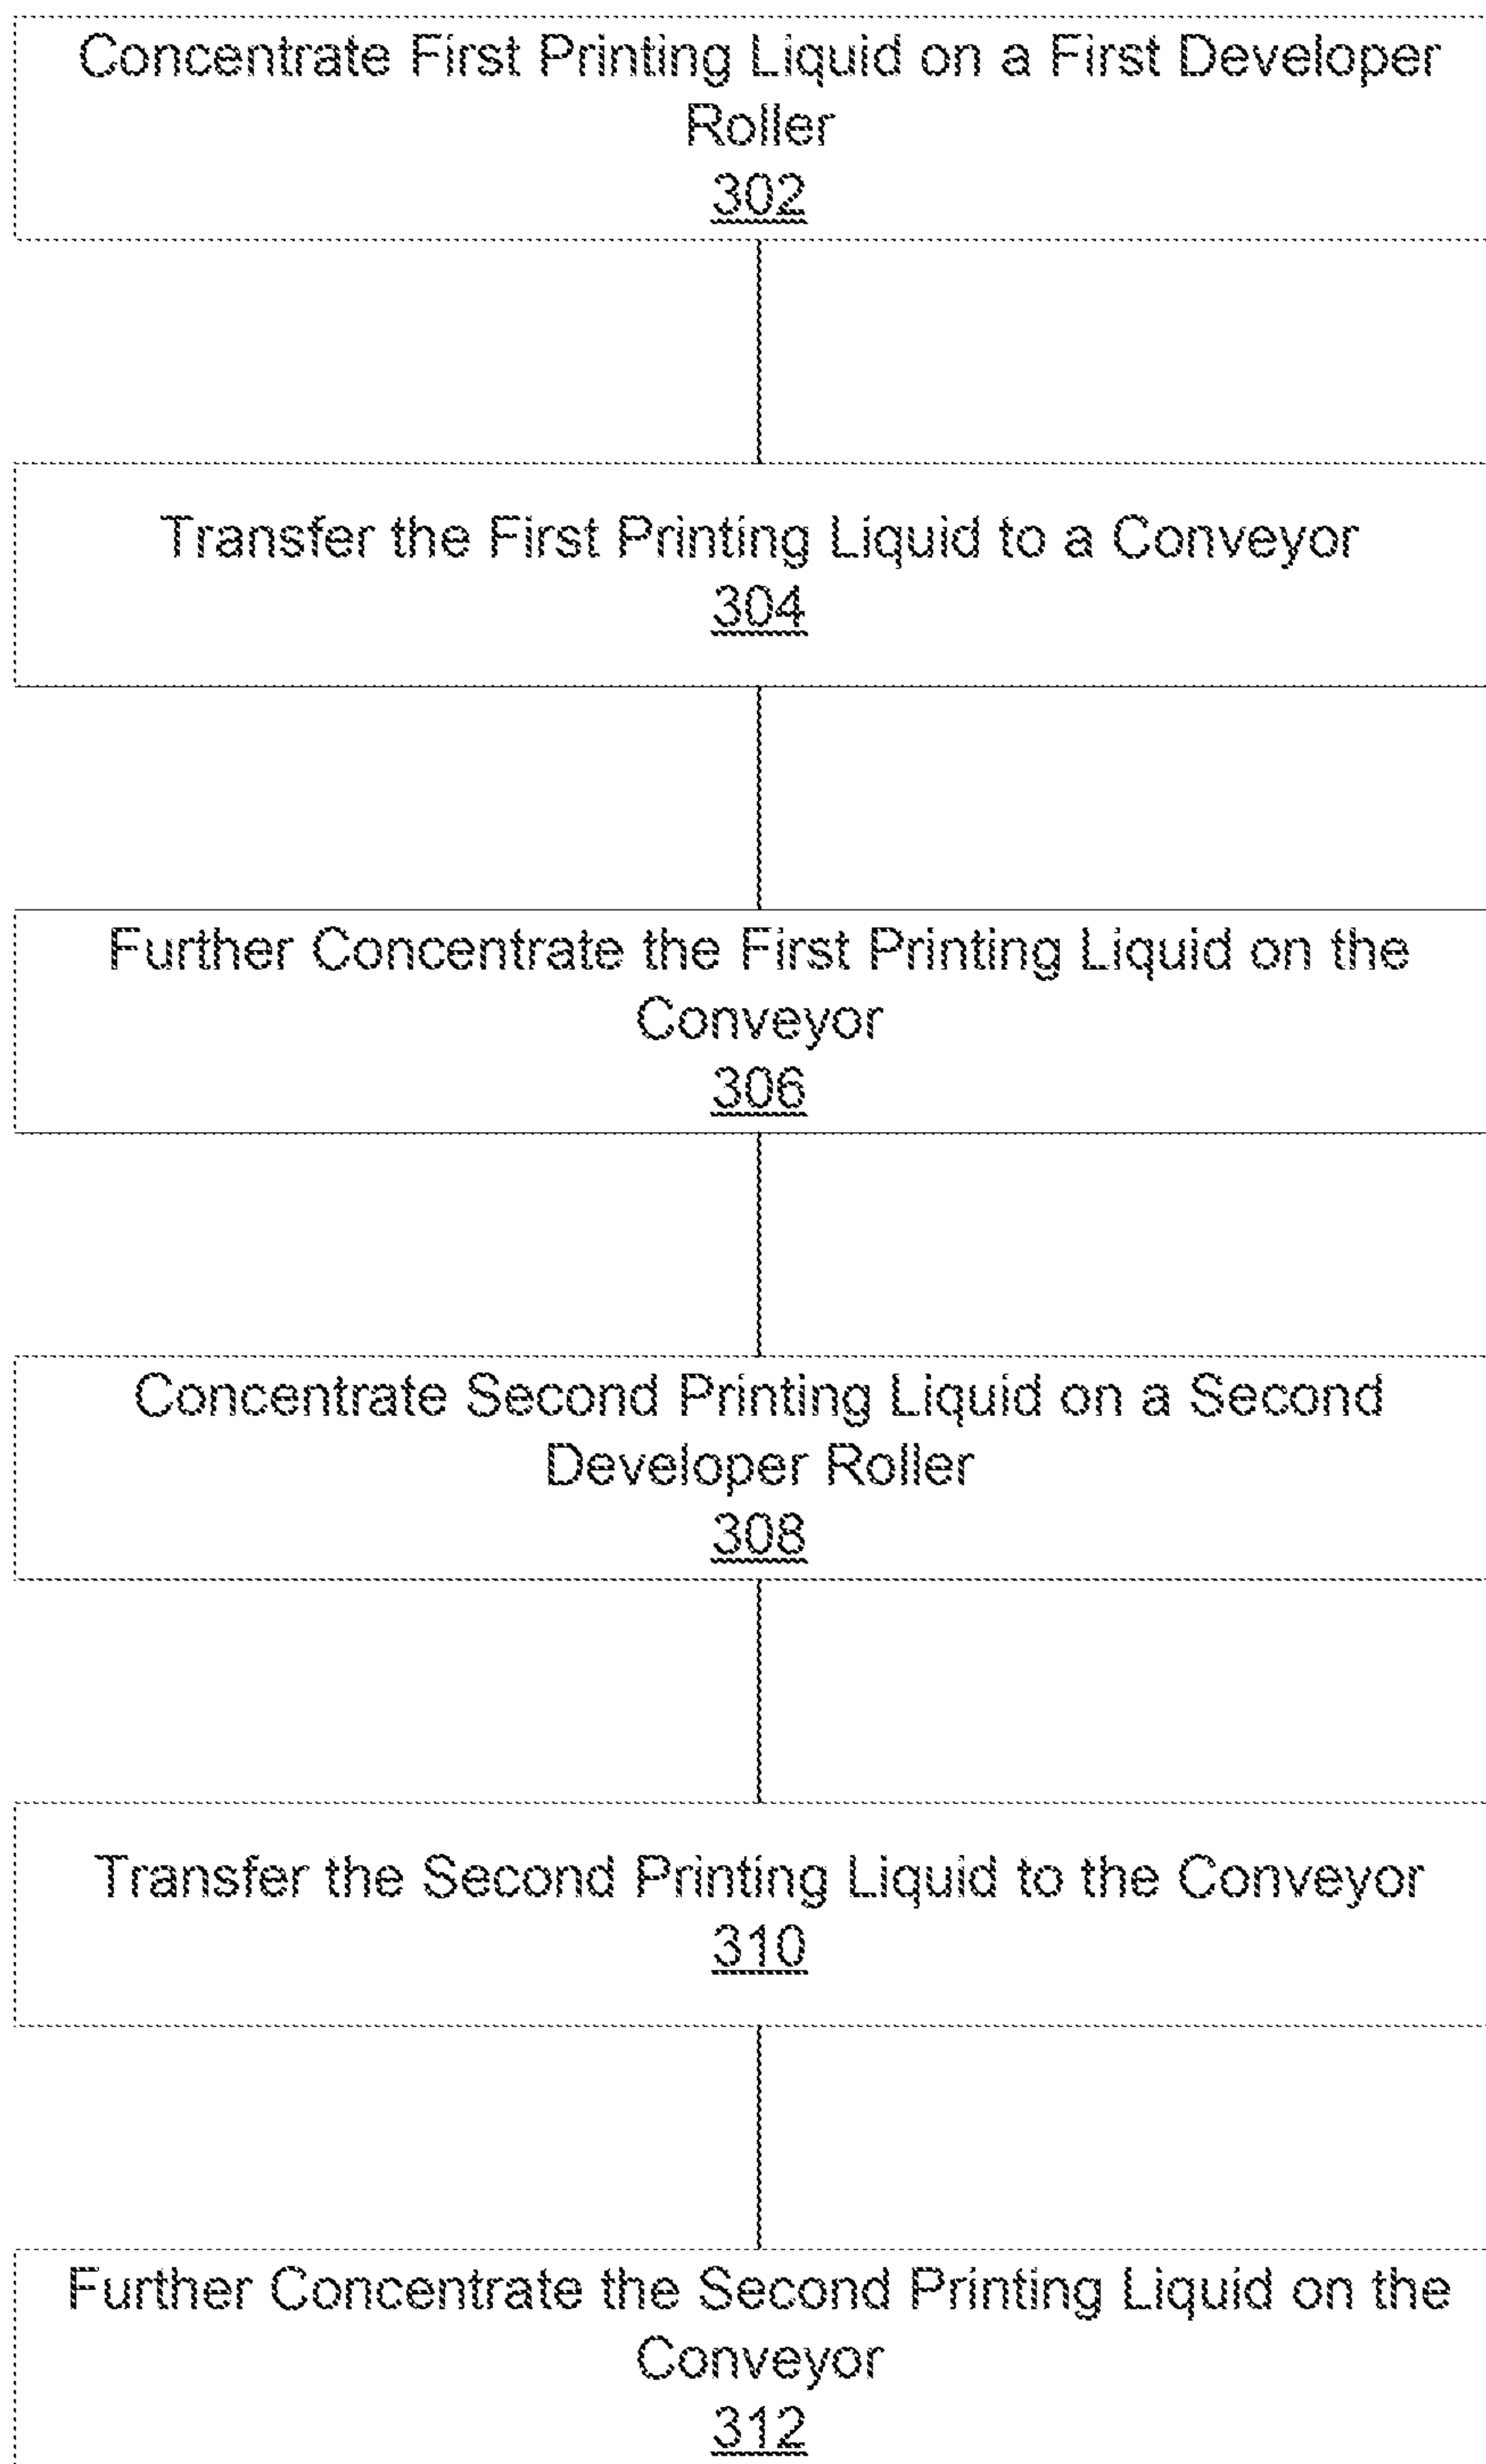 Concentrate First Printing Liquid on a First Developer
Roller
302
Transfer the First Printing Liquid to a Conveyor
304
Further Concentrate the First Printing Liquid on the
Conveyor
306
Concentrate Second Printing Liquid on a Second
Developer Roller
308
Transfer the Second Printing Liquid to the Conveyor
310
Further Concentrate the Second Printing Liquid on the
Conveyor
312